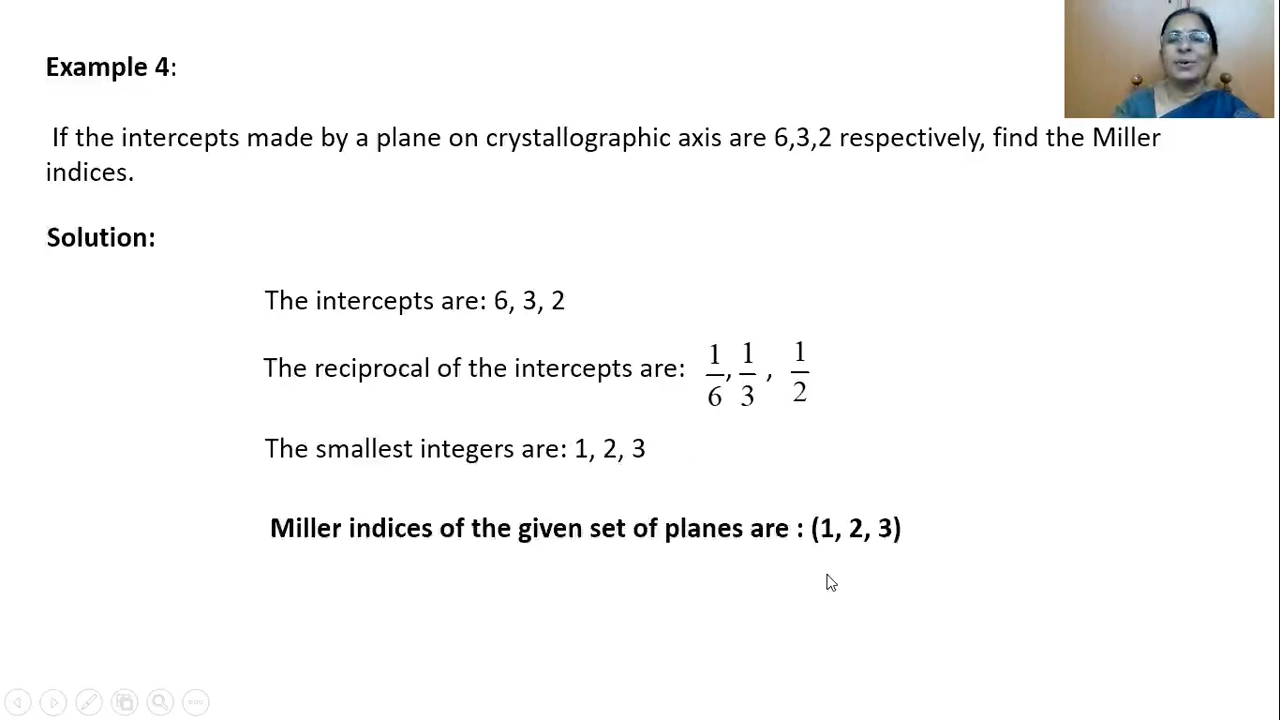 Example 4:
If the intercepts made by a plane on crystallographic axis are 6,3,2 respectively, find the Miller
indices.
Solution:
The intercepts are: 6, 3, 2
The reciprocal of the intercepts are: 1/6, 1/3 , 1/2
The smallest integers are: 1, 2, 3
Miller indices of the given set of planes are : (1, 2, 3)